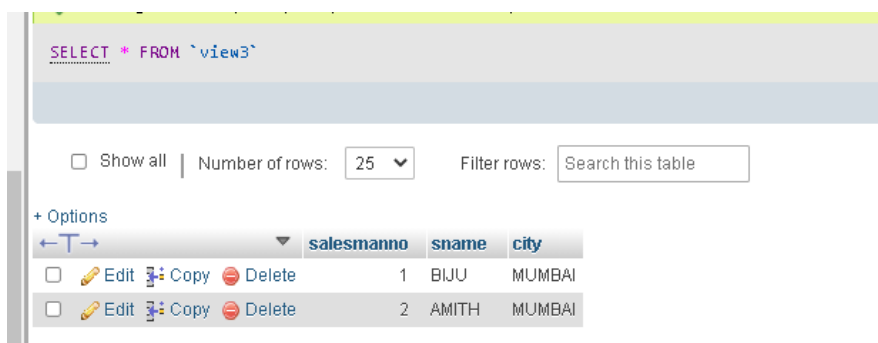 SELECT * FROM `view3`
Show all | Number of rows: 25 Filter rows: Search this table
+ Options
←T→ salesmanno sname city
Edit Copy Delete 1 BIJU MUMBAI
Edit Copy Delete 2 AMITH MUMBAI